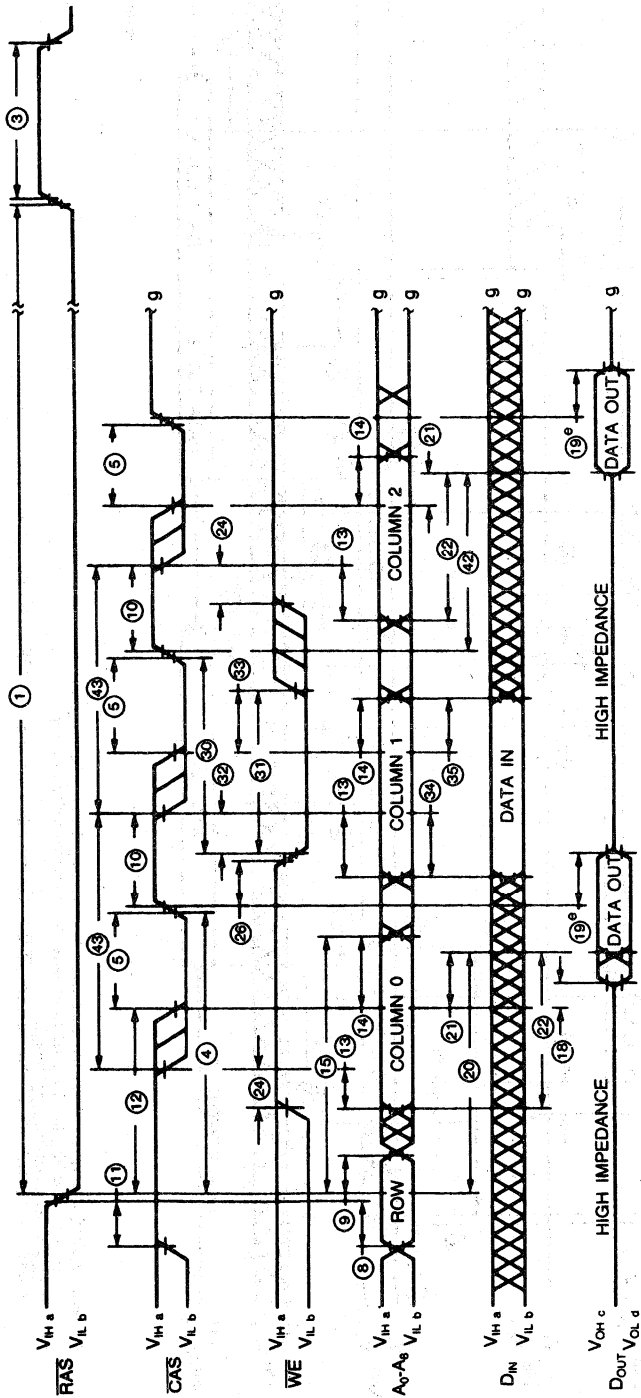 ① ③
V_IH a
RAS
V_IL b
⑪ ⑫ ㊸ ⑤ ⑩ ㊸ ⑤ ⑩ ⑤
V_IH a
CAS
V_IL b g
④ ㉚ ㉜ ㉔
㉔ ㉖ ㉛ ㉝
V_IH a
WE
V_IL b g
⑧ ⑨ ⑮ ⑬ ⑭ ⑬ ⑭ ⑬ ⑭
V_IH a g
A0-A8 ROW COLUMN 0 COLUMN 1 COLUMN 2
V_IL b g
⑳ ㉑ ㉞ ㉟ ㉒ ㊷ ㉑
V_IH a g
D_IN DATA IN
V_IL b g
㉒ ⑱ ⑲e ⑲e
V_OH c
D_OUT HIGH IMPEDANCE DATA OUT HIGH IMPEDANCE DATA OUT g
V_OL d